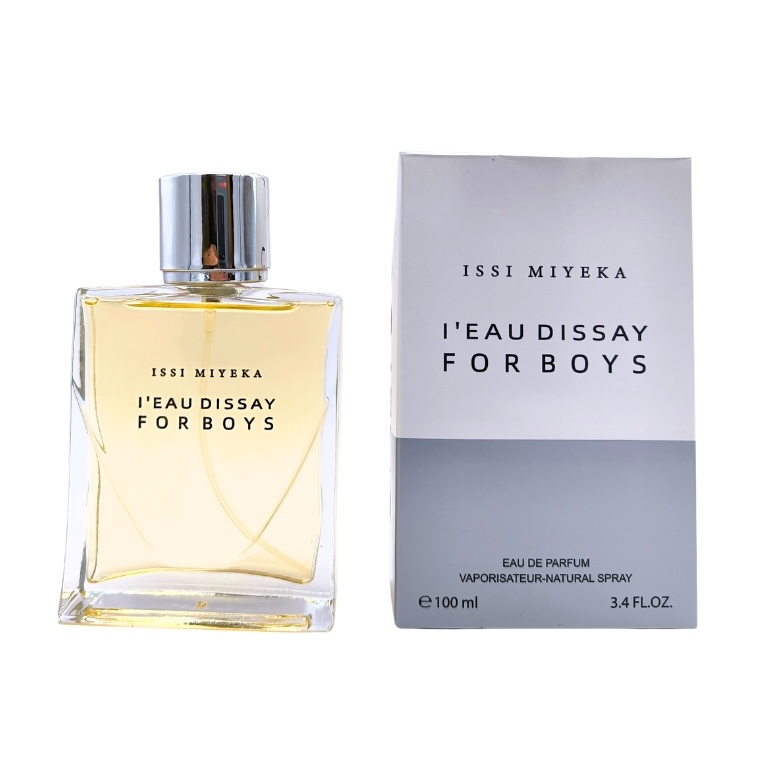 ISSI MIYEKA
I'EAU DISSAY
FOR BOYS
ISSI MIYEKA
I'EAU DISSAY
FOR BOYS
EAU DE PARFUM
VAPORISATEUR-NATURAL SPRAY
℮100 ml 3.4 FL.OZ.